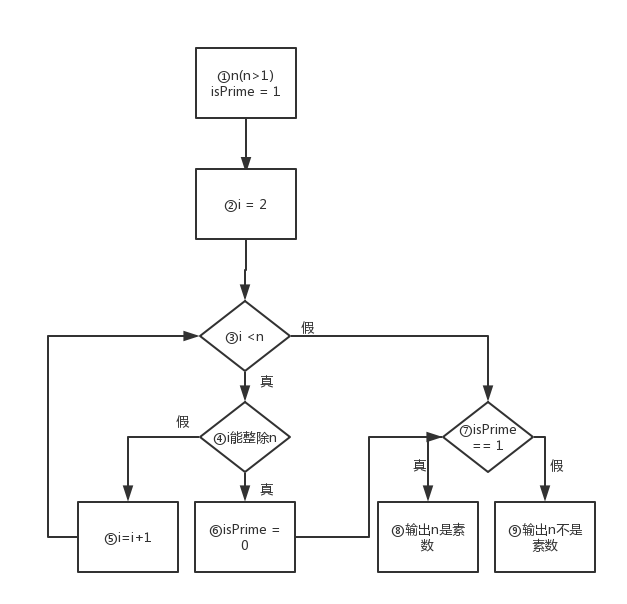 ①n(n>1)
isPrime = 1
②i = 2
③i <n
假
真
④i能整除n
假
真
⑤i=i+1
⑥isPrime =
0
⑦isPrime
== 1
真
假
⑧输出n是素
数
⑨输出n不是
素数